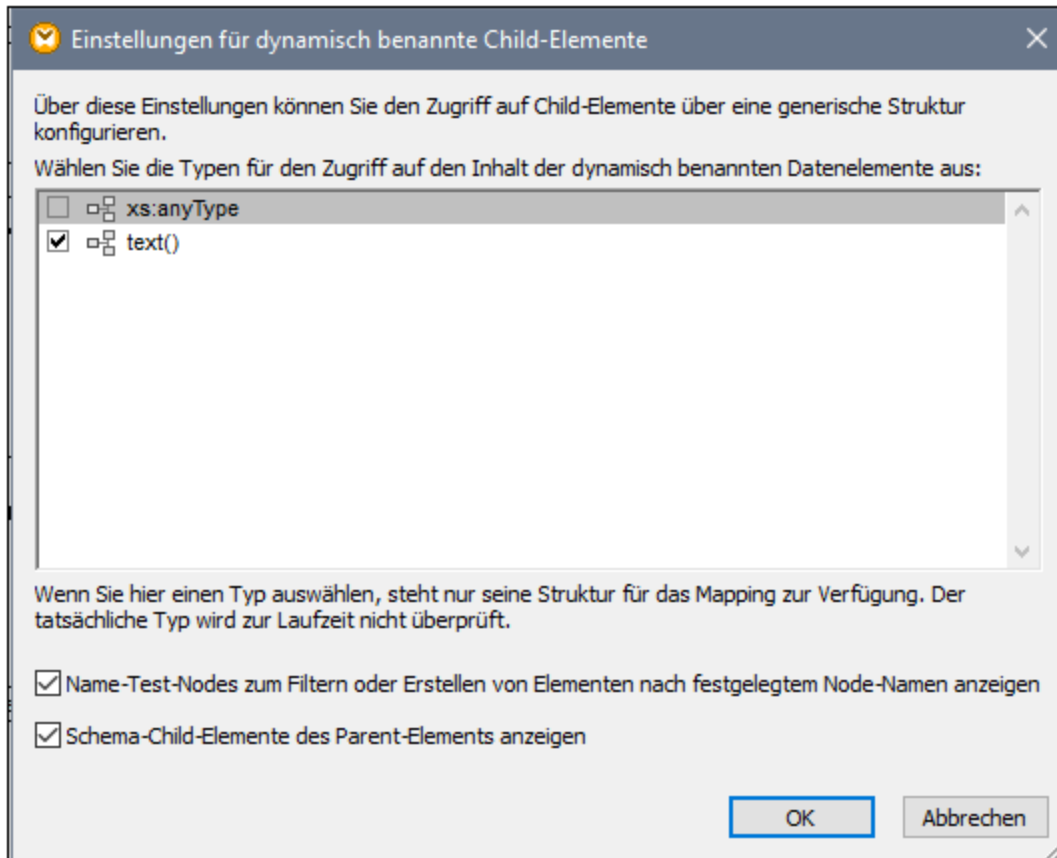 Einstellungen für dynamisch benannte Child-Elemente
Über diese Einstellungen können Sie den Zugriff auf Child-Elemente über eine generische Struktur
konfigurieren.
Wählen Sie die Typen für den Zugriff auf den Inhalt der dynamisch benannten Datenelemente aus:
xs:anyType
text()
Wenn Sie hier einen Typ auswählen, steht nur seine Struktur für das Mapping zur Verfügung. Der
tatsächliche Typ wird zur Laufzeit nicht überprüft.
Name-Test-Nodes zum Filtern oder Erstellen von Elementen nach festgelegtem Node-Namen anzeigen
Schema-Child-Elemente des Parent-Elements anzeigen
OK
Abbrechen